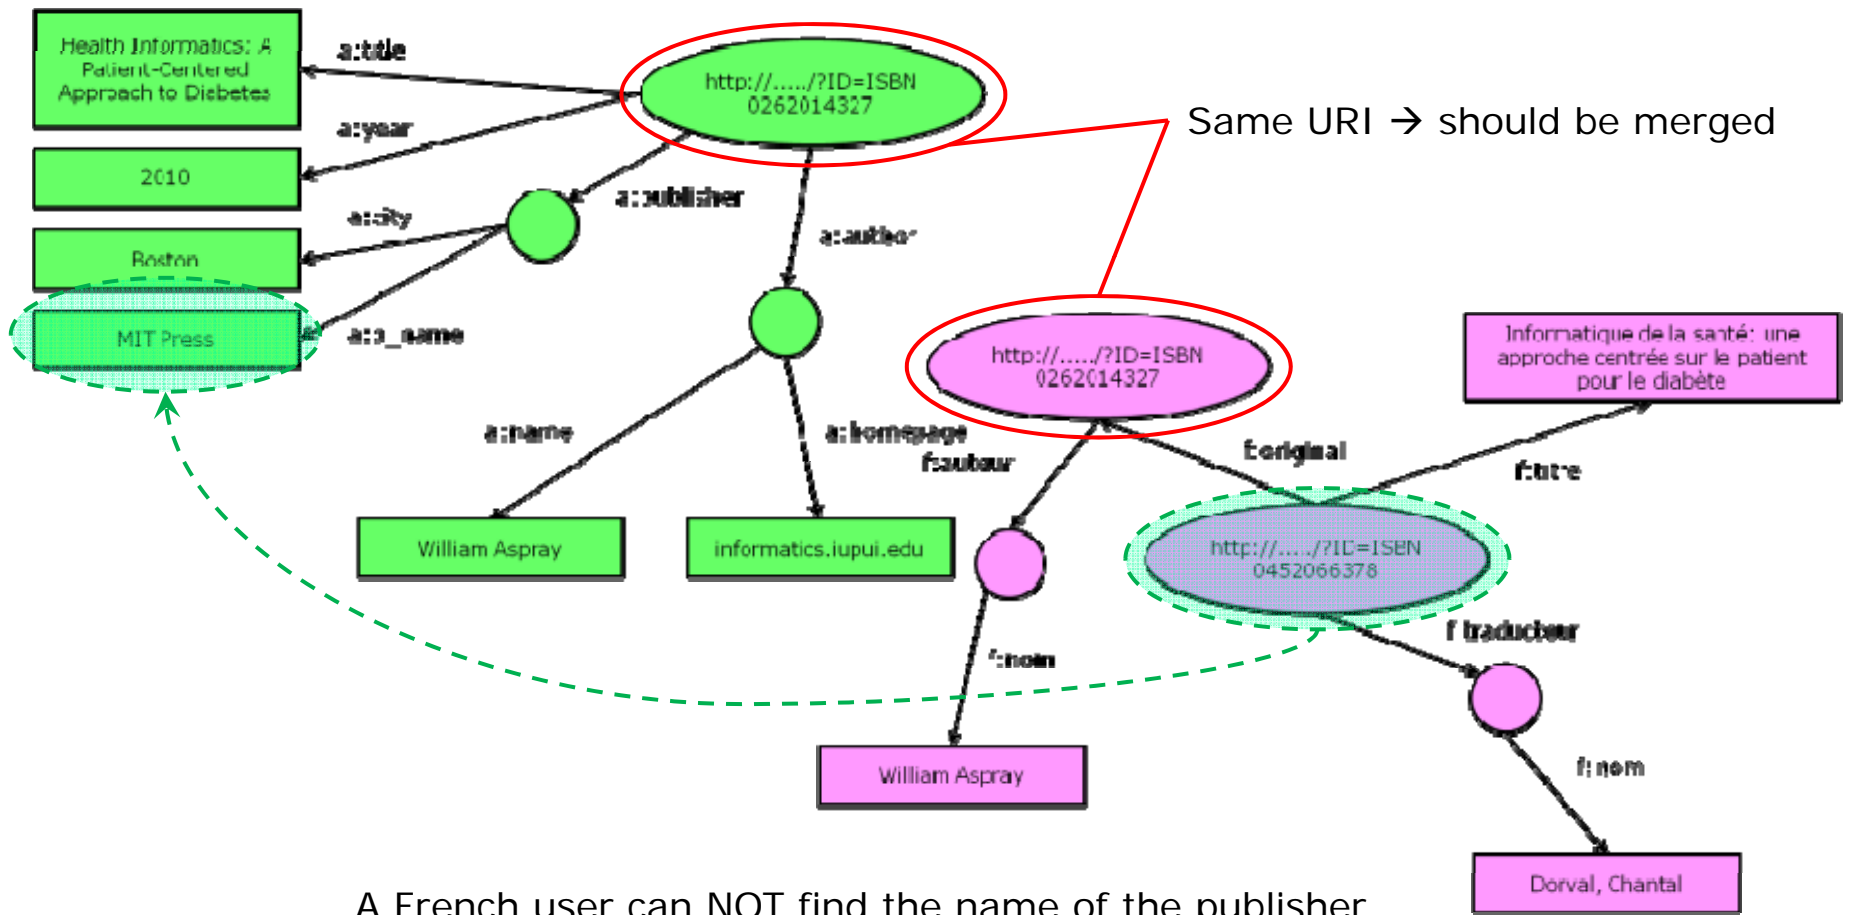 Health Informatics: A
Patient-Centered
Approach to Diabetes
a:title
http://...../?ID=ISBN
0262014327
Same URI → should be merged
a:year
2010
a:publisher
a:city
Boston
a:author
MIT Press
a:p_name
http://...../?ID=ISBN
0262014327
Informatique de la santé: une
approche centrée sur le patient
pour le diabète
a:name
a:homepage
f:auteur
f:original
f:titre
William Aspray
informatics.iupui.edu
http://...../?ID=ISBN
0452066378
f:traducteur
f:nom
William Aspray
f:nom
Dorval, Chantal
A French user can NOT find the name of the publisher